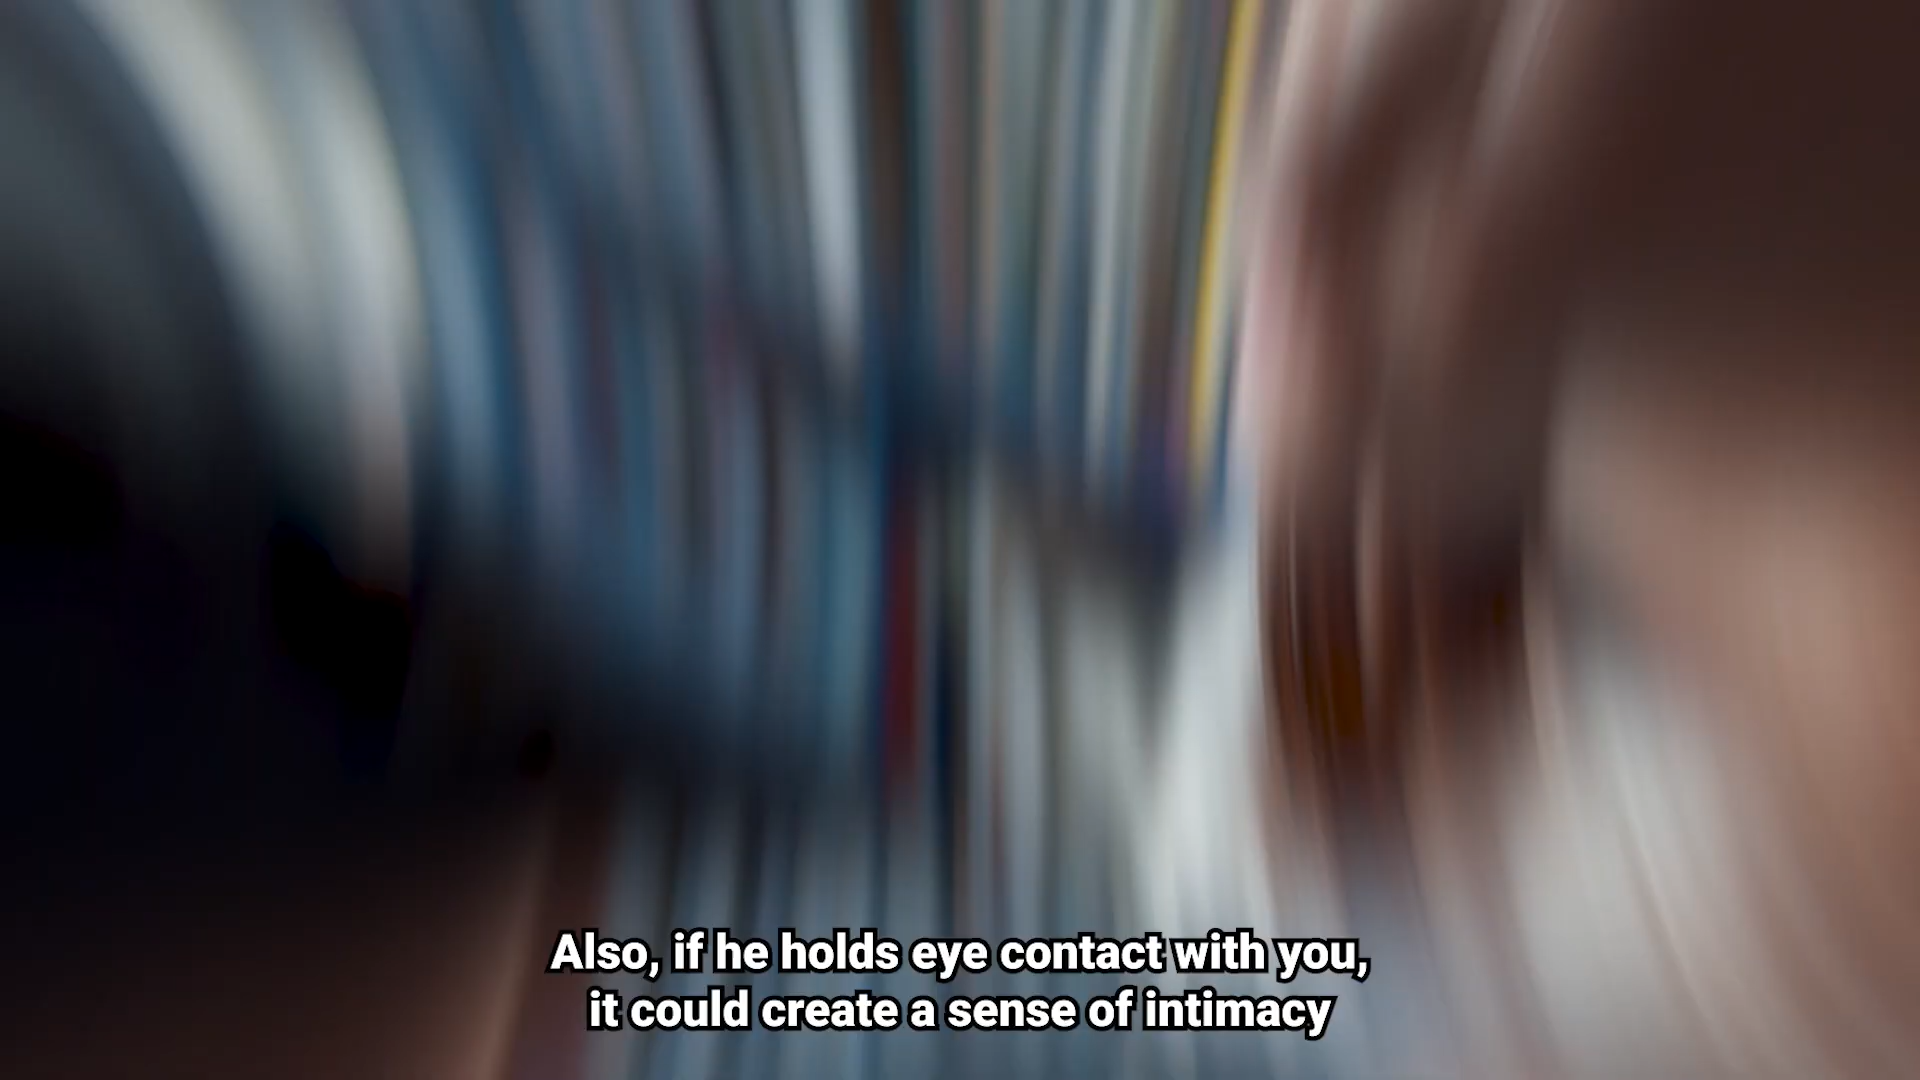 Also, if he holds eye contact with you,
it could create a sense of intimacy